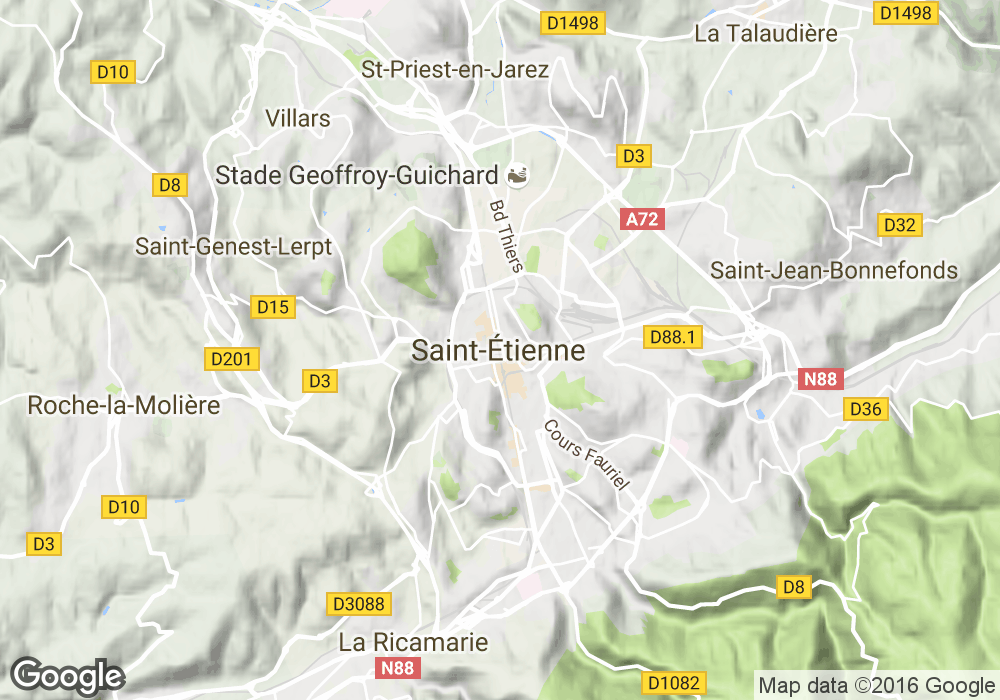 D1498
D1498
La Talaudière
D10
St-Priest-en-Jarez
Villars
D3
Stade Geoffroy-Guichard
D8
A72
Bd Thiers
D32
Saint-Genest-Lerpt
Saint-Jean-Bonnefonds
D15
D88.1
Saint-Étienne
D201
D3
N88
Roche-la-Molière
D36
Cours Fauriel
D10
D3
D8
D3088
La Ricamarie
N88
D1082
Google
Map data ©2016 Google